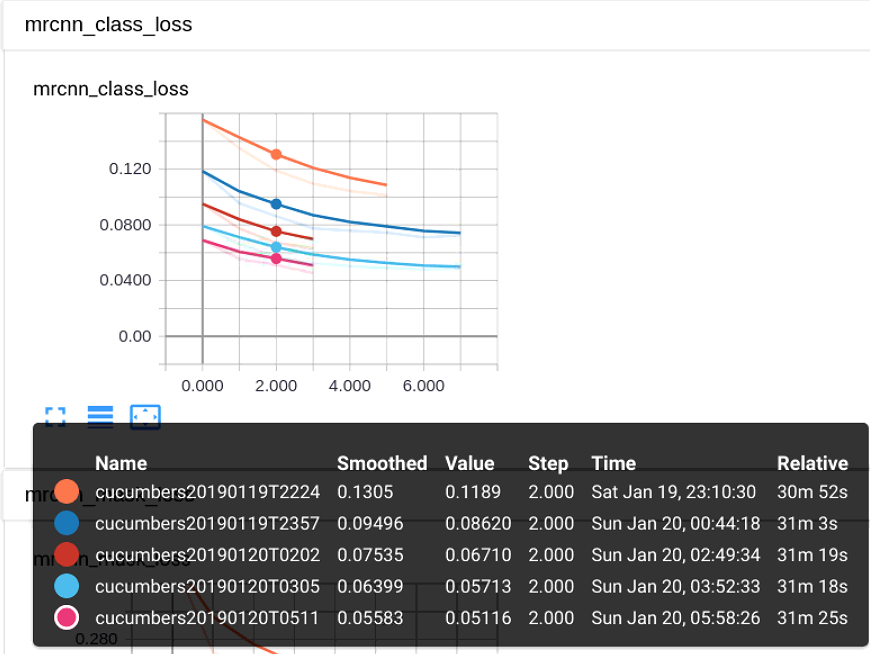 mrcnn_class_loss
mrcnn_class_loss
0.120
0.0800
0.0400
0.00
0.000 2.000 4.000 6.000
Name Smoothed Value Step Time Relative
cucumbers20190119T2224 0.1305 0.1189 2.000 Sat Jan 19, 23:10:30 30m 52s
cucumbers20190119T2357 0.09496 0.08620 2.000 Sun Jan 20, 00:44:18 31m 3s
cucumbers20190120T0202 0.07535 0.06710 2.000 Sun Jan 20, 02:49:34 31m 19s
cucumbers20190120T0305 0.06399 0.05713 2.000 Sun Jan 20, 03:52:33 31m 18s
cucumbers20190120T0511 0.05583 0.05116 2.000 Sun Jan 20, 05:58:26 31m 25s
0.280